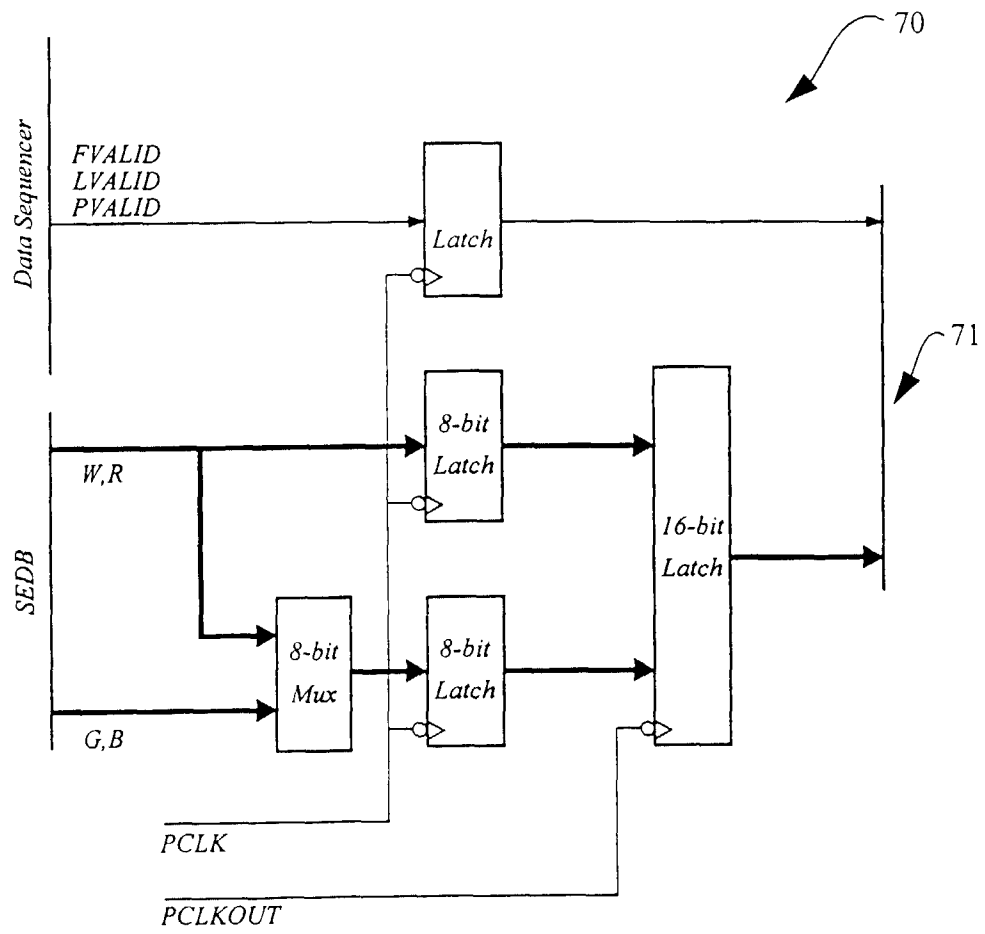 70
Data Sequencer
FVALID
LVALID
PVALID
Latch
71
8-bit
Latch
W,R
16-bit
Latch
SEDB
8-bit
Mux
8-bit
Latch
G,B
PCLK
PCLKOUT